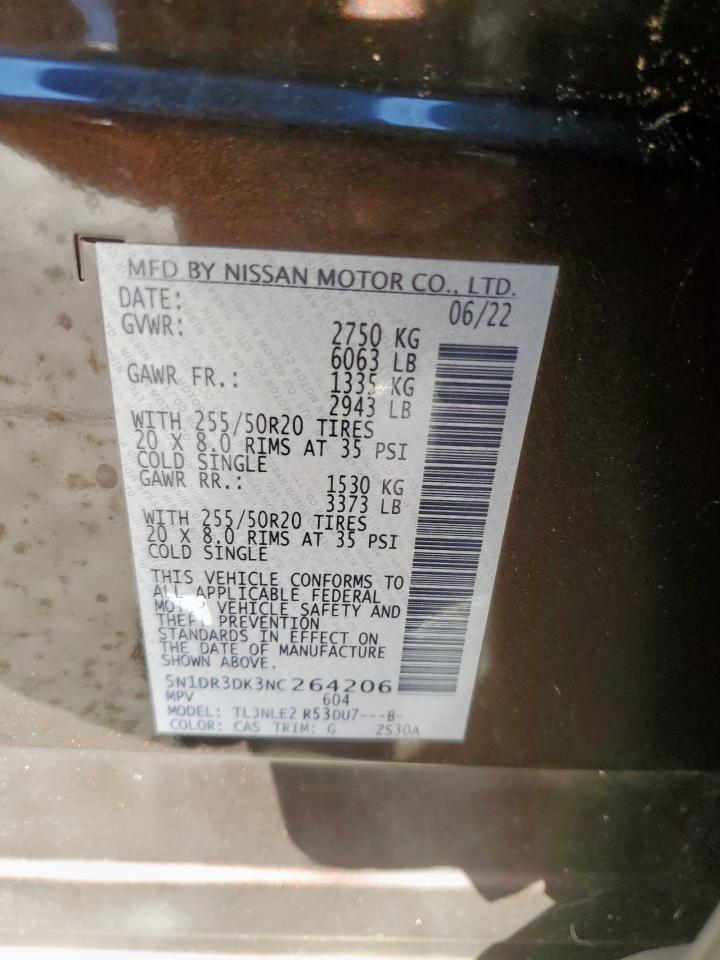 MFD BY NISSAN MOTOR CO., LTD.
DATE: 06/22
GVWR: 2750 KG
6063 LB
GAWR FR.: 1335 KG
2943 LB
WITH 255/50R20 TIRES
20 X 8.0 RIMS AT 35 PSI
COLD SINGLE
GAWR RR.: 1530 KG
3373 LB
WITH 255/50R20 TIRES
20 X 8.0 RIMS AT 35 PSI
COLD SINGLE
THIS VEHICLE CONFORMS TO
ALL APPLICABLE FEDERAL
MOTOR VEHICLE SAFETY AND
THEFT PREVENTION
STANDARDS IN EFFECT ON
THE DATE OF MANUFACTURE
SHOWN ABOVE.
5N1DR3DK3NC264206
MPV 604
MODEL: TLJNLE2 R53DU7---B-
COLOR: CAS TRIM: G ZS30A